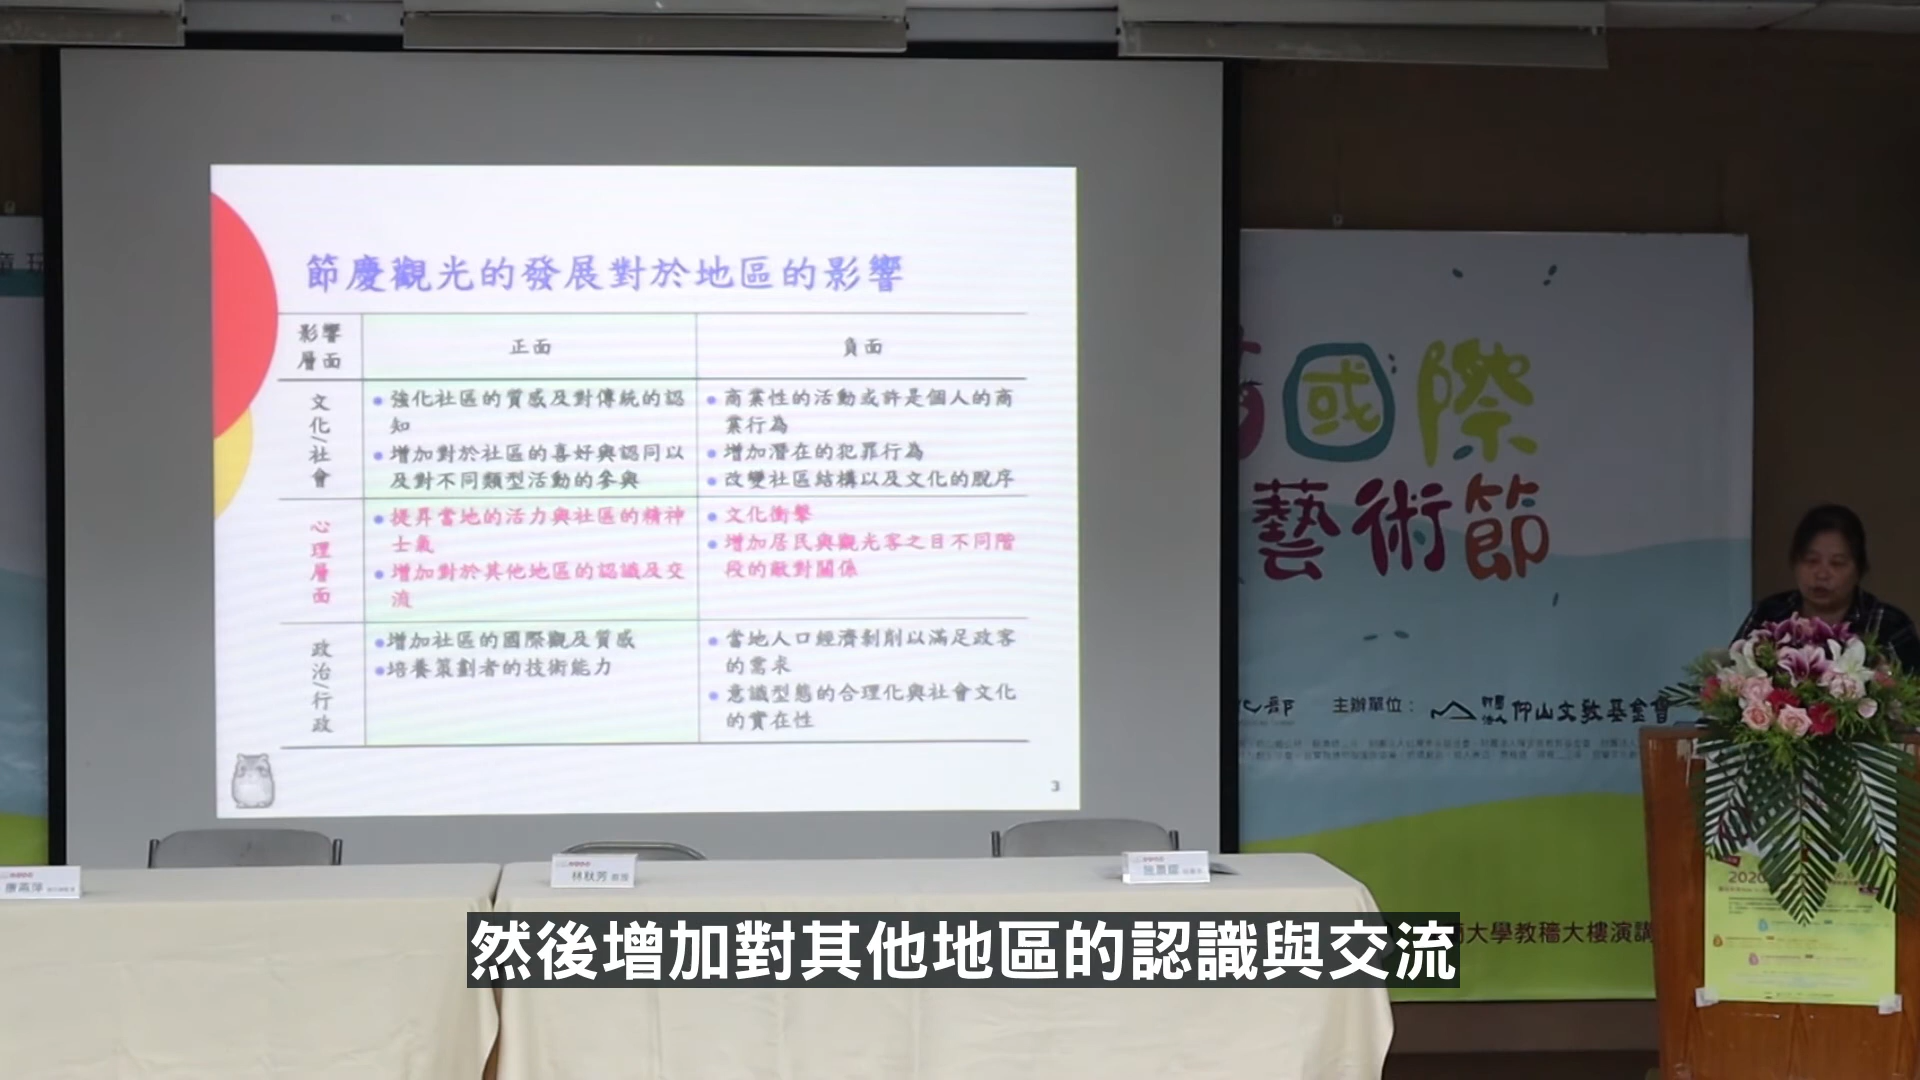 節慶觀光的發展對於地區的影響
影響
層面
正面
負面
文化/社會
強化社區的質感及對傳統的認
知
增加對於社區的喜好與認同以
及對不同類型活動的參與
商業性的活動或許是個人的商
業行為
增加潛在的犯罪行為
改變社區結構以及文化的脫序
心理層面
提昇當地的活力與社區的精神
士氣
增加對於其他地區的認識及交
流
文化衝擊
增加居民與觀光客之目不同階
段的敵對關係
政治/行政
增加社區的國際觀及質感
培養策劃者的技術能力
當地人口經濟剝削以滿足政客
的需求
意識型態的合理化與社會文化
的實在性
3
國際
藝術節
化部
主辦單位：
財團法人仰山文教基金會
林秋芳
大學教穡大樓演講
2020
然後增加對其他地區的認識與交流